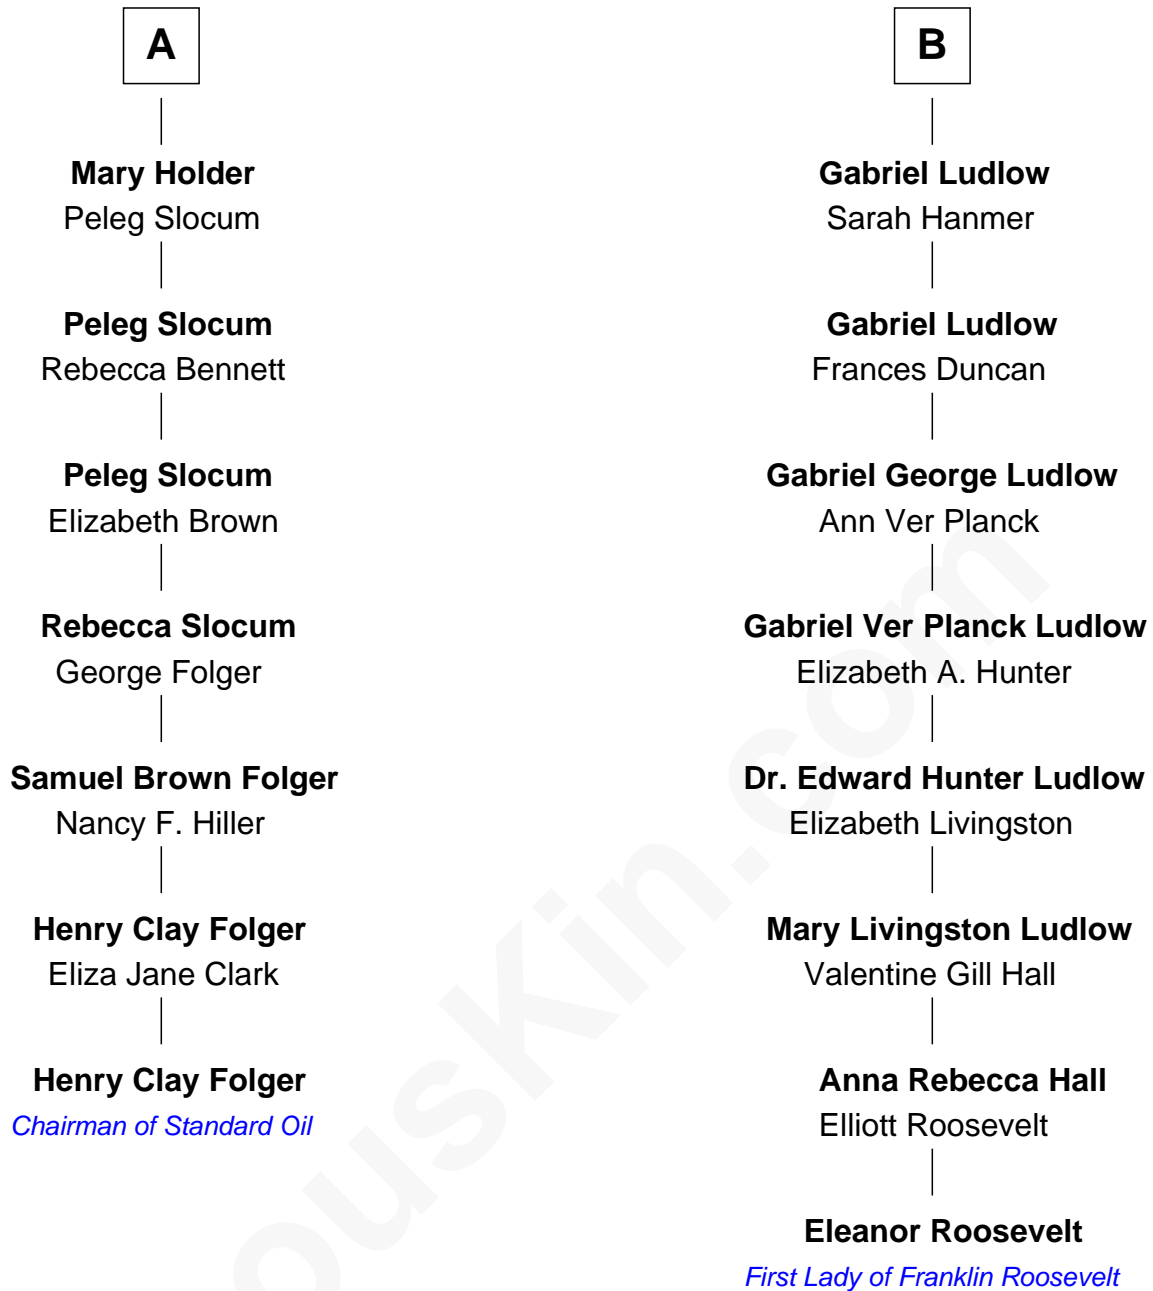 A
Mary Holder
Peleg Slocum
Peleg Slocum
Rebecca Bennett
Peleg Slocum
Elizabeth Brown
Rebecca Slocum
George Folger
Samuel Brown Folger
Nancy F. Hiller
Henry Clay Folger
Eliza Jane Clark
Henry Clay Folger
Chairman of Standard Oil
B
Gabriel Ludlow
Sarah Hanmer
Gabriel Ludlow
Frances Duncan
Gabriel George Ludlow
Ann Ver Planck
Gabriel Ver Planck Ludlow
Elizabeth A. Hunter
Dr. Edward Hunter Ludlow
Elizabeth Livingston
Mary Livingston Ludlow
Valentine Gill Hall
Anna Rebecca Hall
Elliott Roosevelt
Eleanor Roosevelt
First Lady of Franklin Roosevelt
ousKin.com